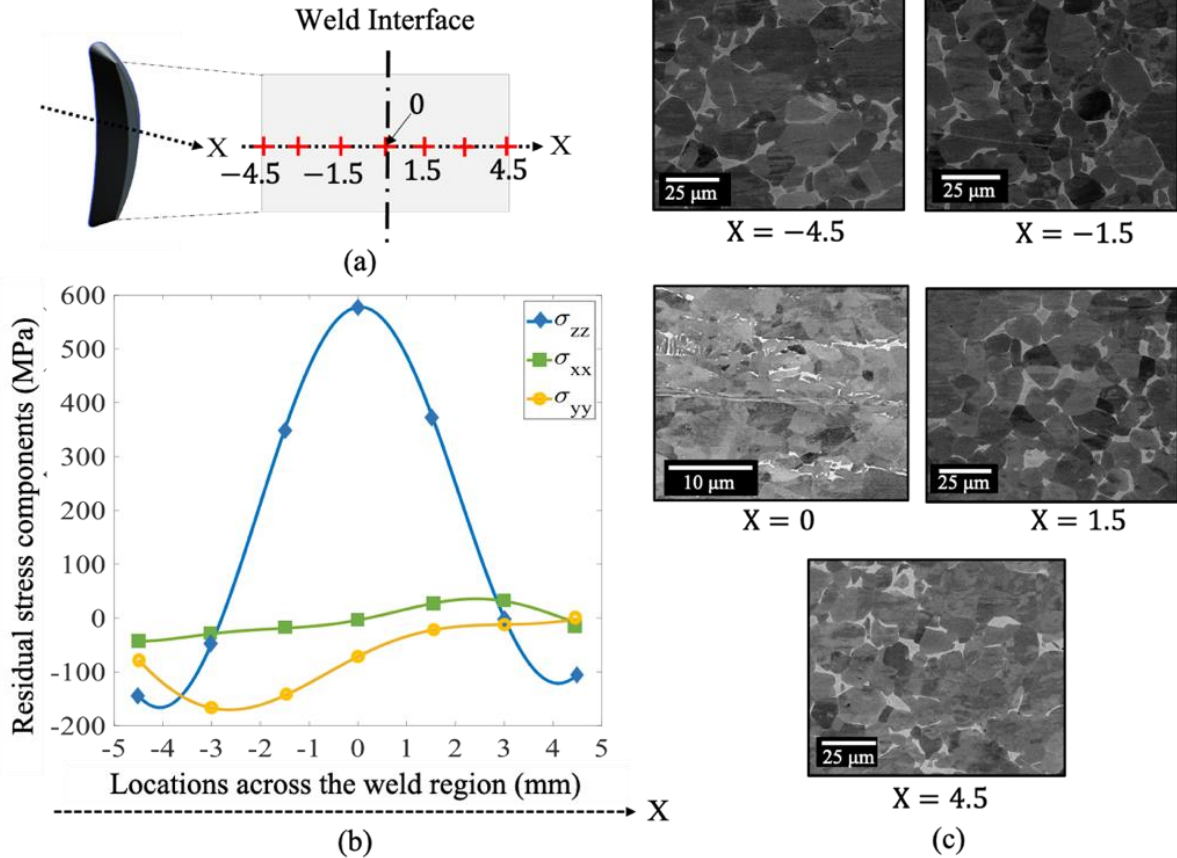 Weld Interface
0
X
X
−4.5
−1.5
1.5
4.5
(a)
Residual stress components (MPa)
600
500
400
300
200
100
0
-100
-200
σzz
σxx
σyy
-5
-4
-3
-2
-1
0
1
2
3
4
5
Locations across the weld region (mm)
X
(b)
25 μm
X = −4.5
25 μm
X = −1.5
10 μm
X = 0
25 μm
X = 1.5
25 μm
X = 4.5
(c)